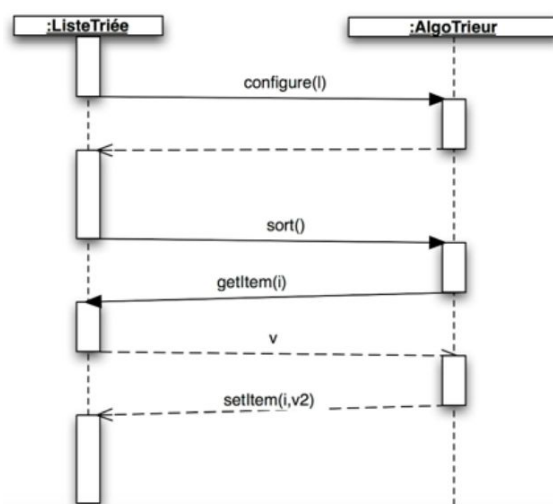 :ListeTriée
:AlgoTrieur
configure(l)
sort()
getItem(i)
v
setItem(i,v2)